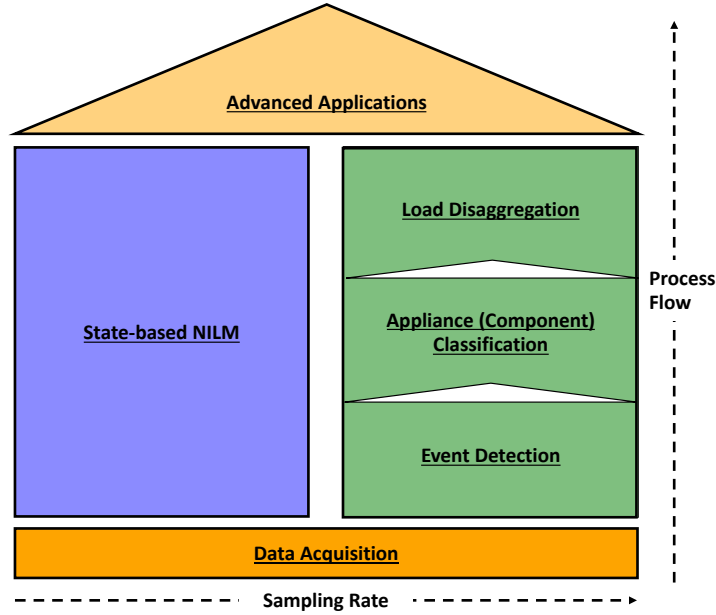 Advanced Applications
Load Disaggregation
Process
Flow
State-based NILM
Appliance (Component)
Classification
Event Detection
Data Acquisition
Sampling Rate